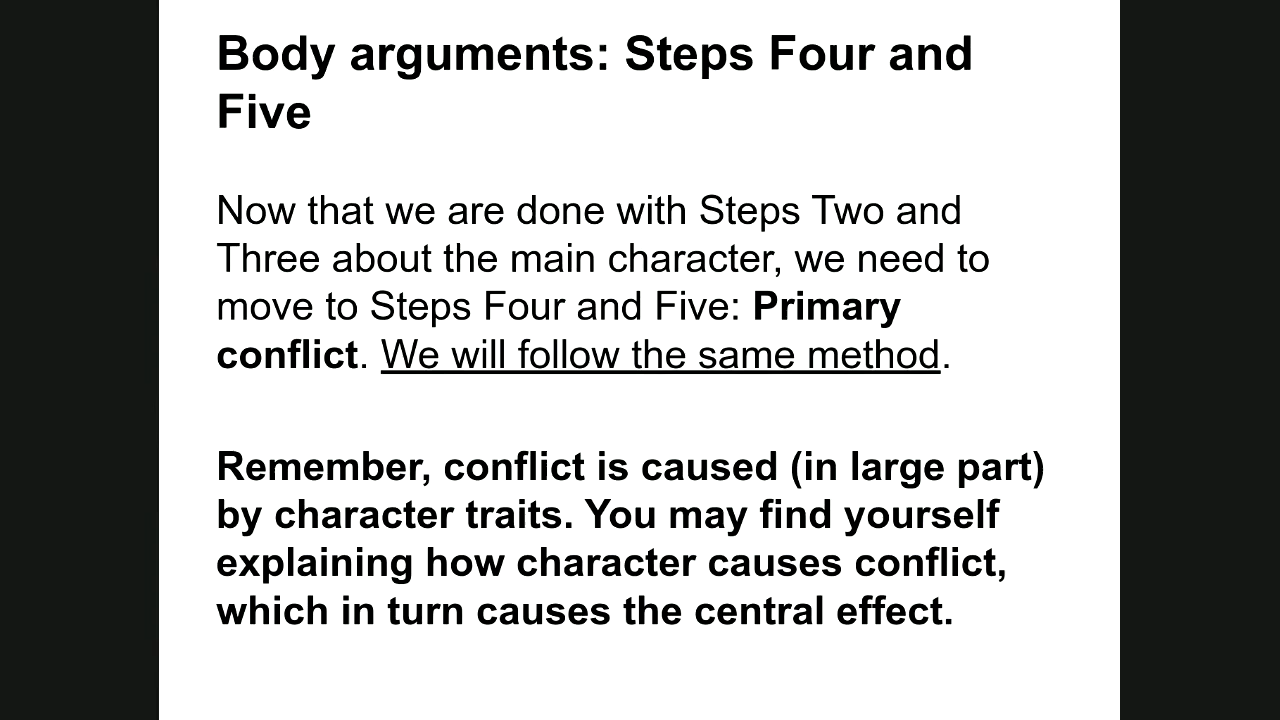 Body arguments: Steps Four and
Five
Now that we are done with Steps Two and
Three about the main character, we need to
move to Steps Four and Five: Primary
conflict. We will follow the same method.
Remember, conflict is caused (in large part)
by character traits. You may find yourself
explaining how character causes conflict,
which in turn causes the central effect.